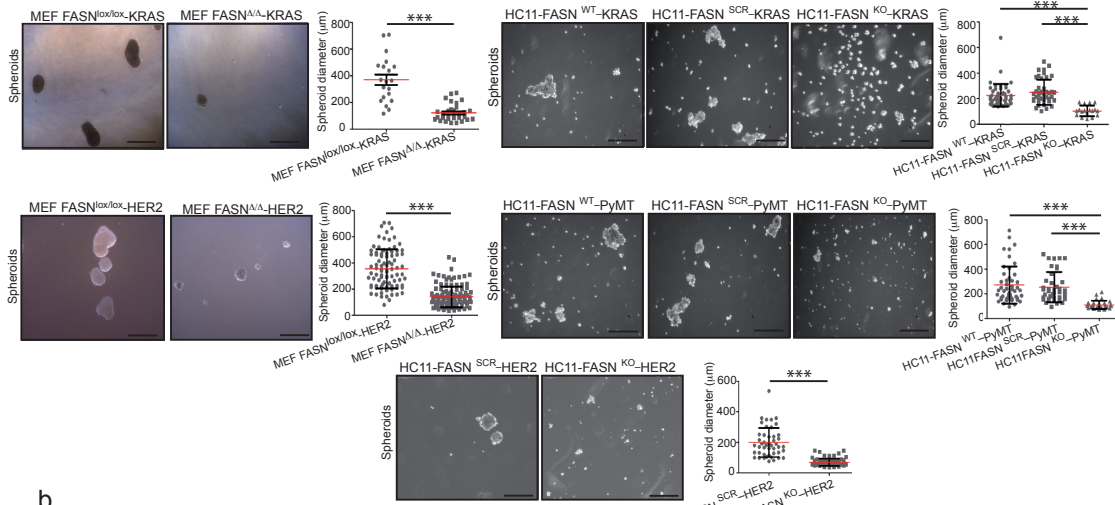 MEF FASNlox/lox-KRAS
MEF FASNΔ/Δ-KRAS
Spheroids
***
Spheroid diameter (μm)
800
600
400
200
0
MEF FASNlox/lox-KRAS
MEF FASNΔ/Δ-KRAS
HC11-FASN WT–KRAS
HC11-FASN SCR–KRAS
HC11-FASN KO–KRAS
Spheroids
***
***
Spheroid diameter (μm)
800
600
400
200
0
HC11-FASN WT–KRAS
HC11-FASN SCR–KRAS
HC11-FASN KO–KRAS
MEF FASNlox/lox-HER2
MEF FASNΔ/Δ-HER2
Spheroids
***
Spheroid diameter (μm)
800
600
400
200
0
MEF FASNlox/lox-HER2
MEF FASNΔ/Δ-HER2
HC11-FASN WT–PyMT
HC11-FASN SCR–PyMT
HC11-FASN KO–PyMT
Spheroids
***
***
Spheroid diameter (μm)
800
600
400
200
0
HC11-FASN WT–PyMT
HC11FASN SCR–PyMT
HC11FASN KO–PyMT
HC11-FASN SCR–HER2
HC11-FASN KO–HER2
Spheroids
***
Spheroid diameter (μm)
600
400
200
0
SCR–HER2
KO–HER2
b